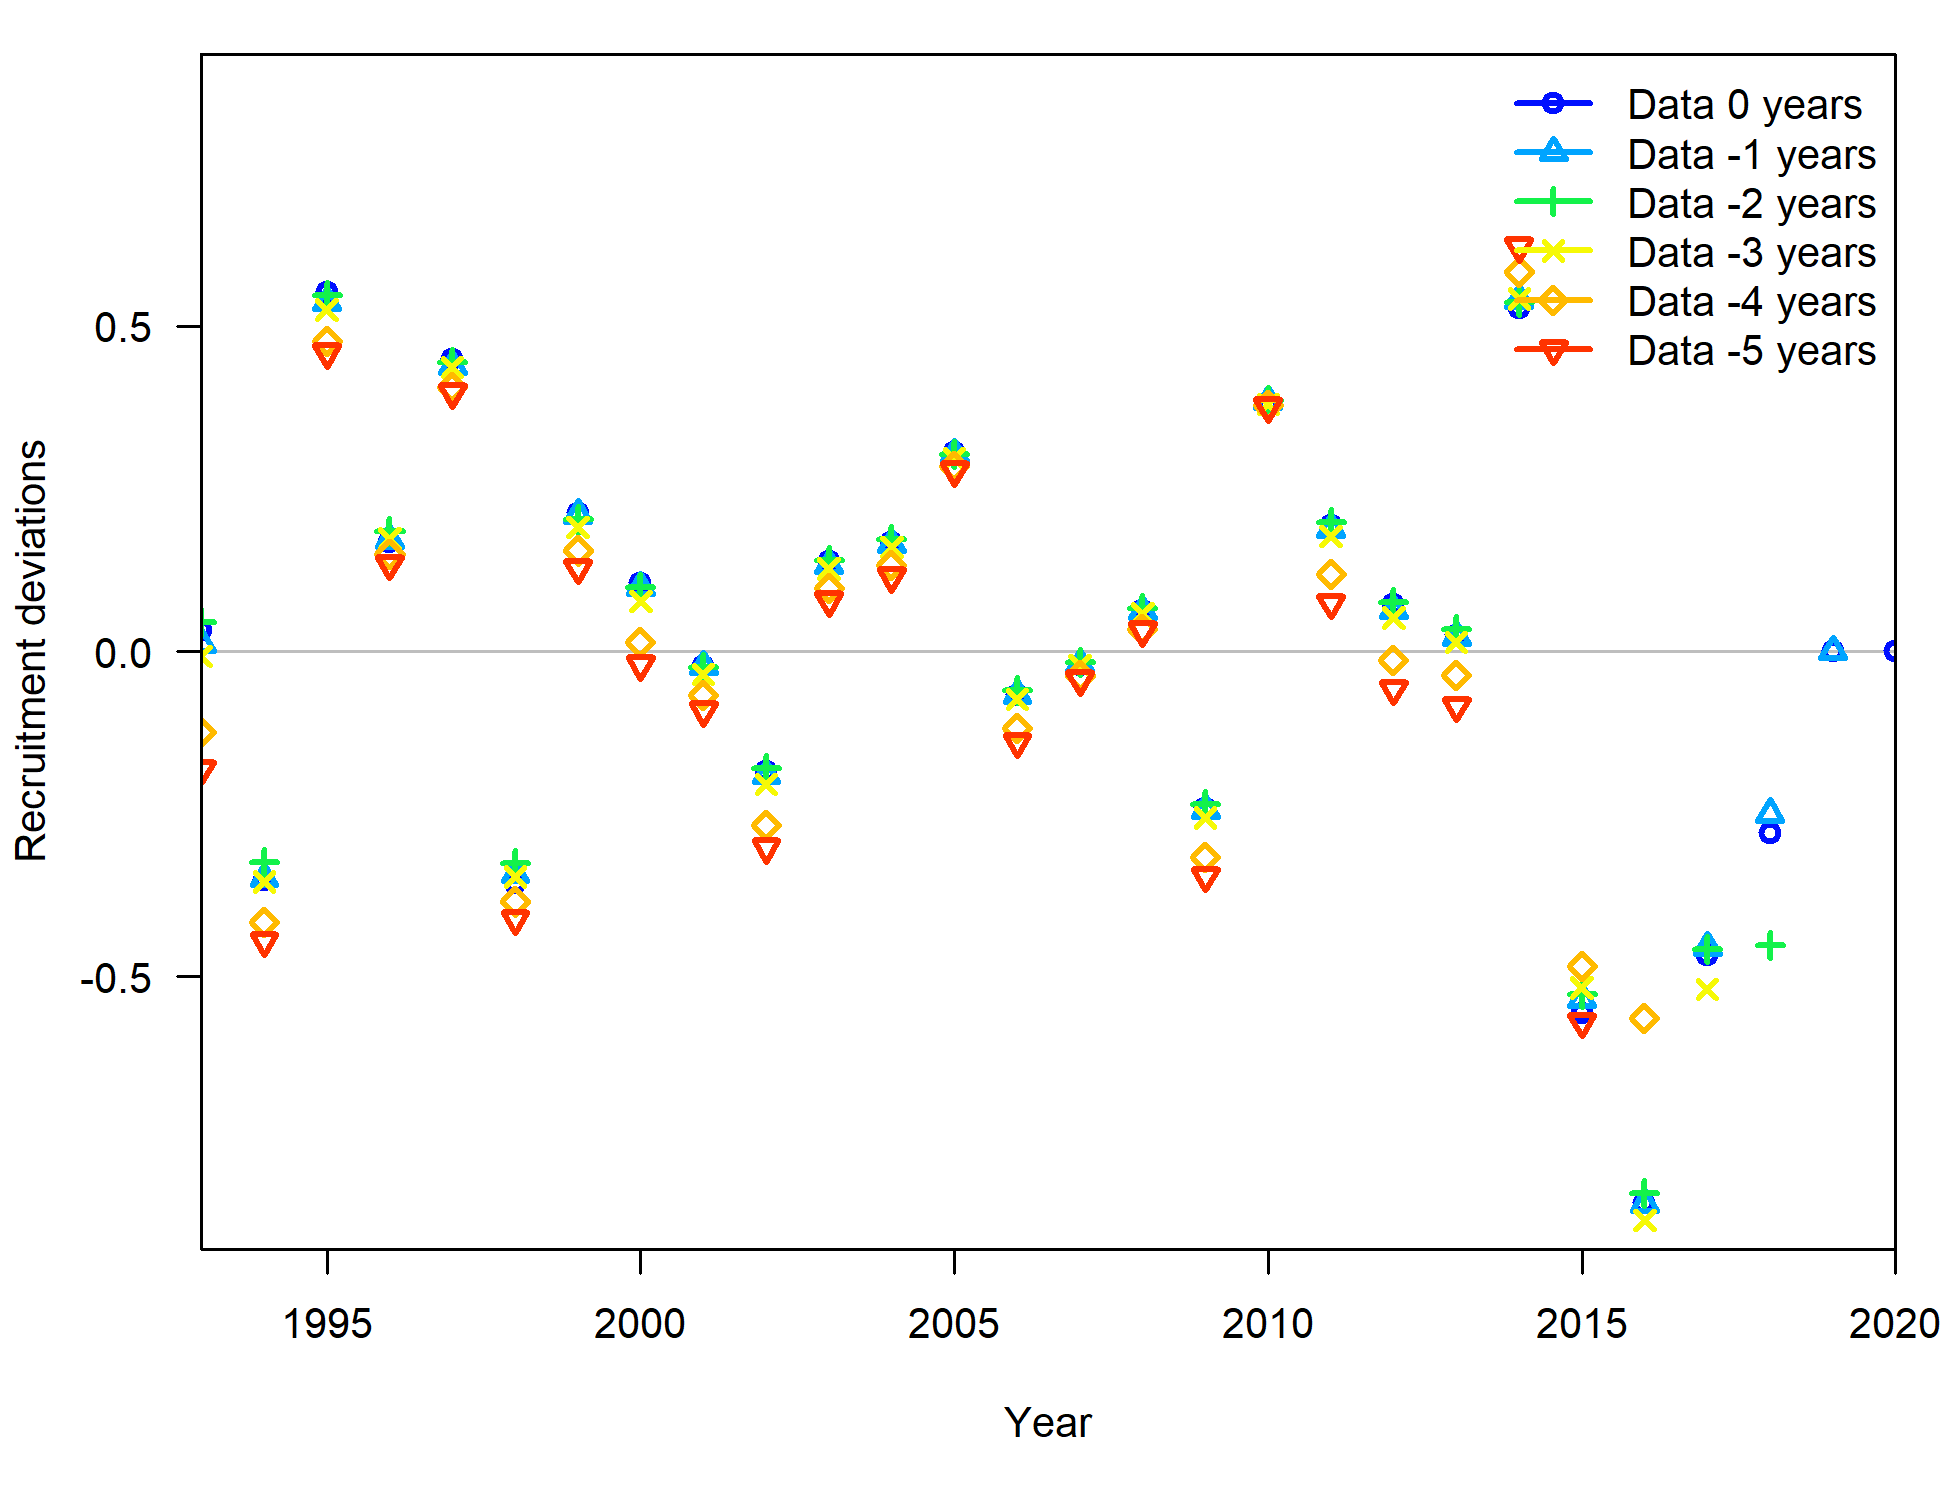 Data 0 years
Data -1 years
Data -2 years
Data -3 years
Data -4 years
Data -5 years
0.5
0.0
-0.5
Recruitment deviations
1995 2000 2005 2010 2015 2020
Year